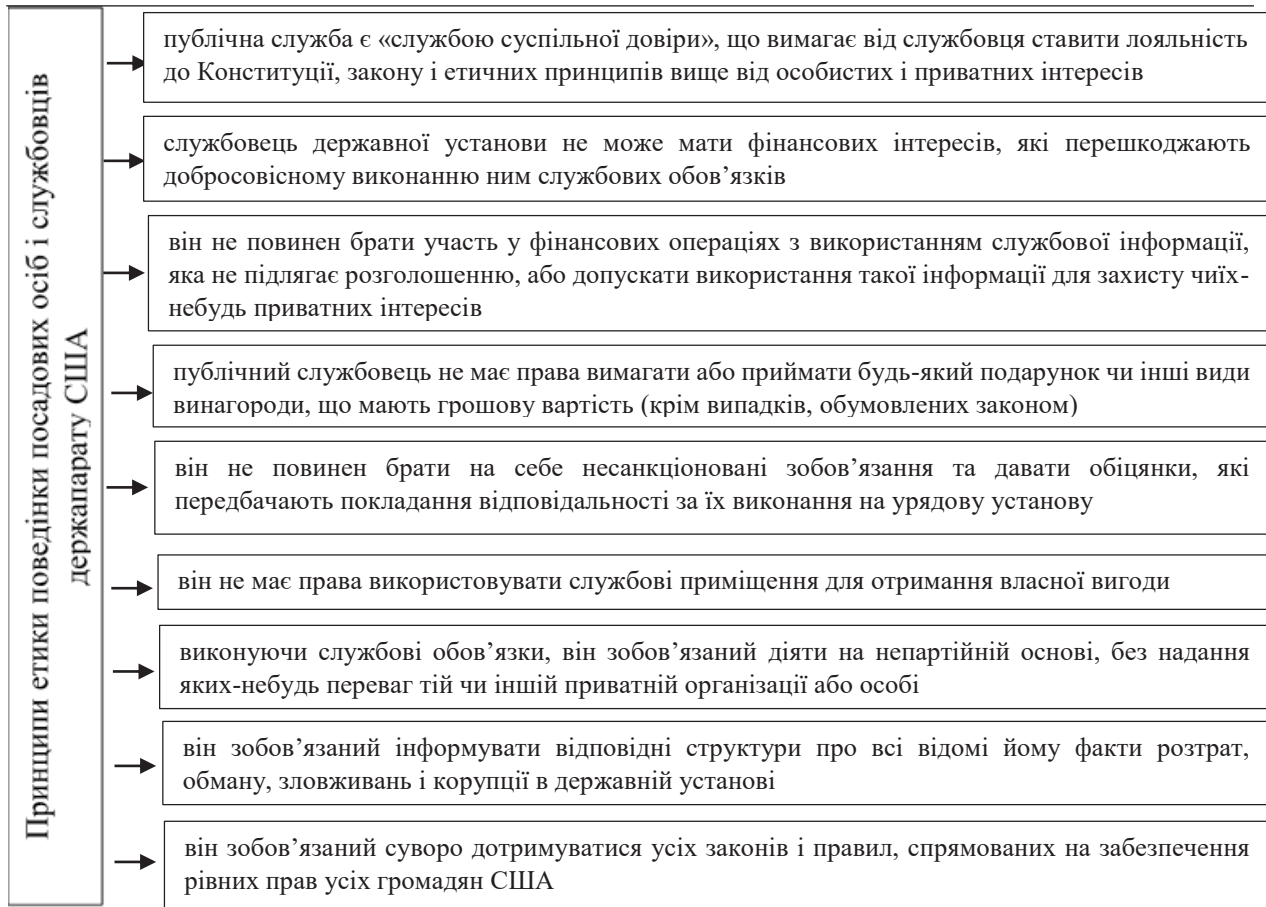 Принципи етики поведінки посадових осіб і службовців
держапарату США
публічна служба є «службою суспільної довіри», що вимагає від службовця ставити лояльність
до Конституції, закону і етичних принципів вище від особистих і приватних інтересів
службовець державної установи не може мати фінансових інтересів, які перешкоджають
добросовісному виконанню ним службових обов’язків
він не повинен брати участь у фінансових операціях з використанням службової інформації,
яка не підлягає розголошенню, або допускати використання такої інформації для захисту чиїх-
небудь приватних інтересів
публічний службовець не має права вимагати або приймати будь-який подарунок чи інші види
винагороди, що мають грошову вартість (крім випадків, обумовлених законом)
він не повинен брати на себе несанкціоновані зобов’язання та давати обіцянки, які
передбачають покладання відповідальності за їх виконання на урядову установу
він не має права використовувати службові приміщення для отримання власної вигоди
виконуючи службові обов’язки, він зобов’язаний діяти на непартійній основі, без надання
яких-небудь переваг тій чи іншій приватній організації або особі
він зобов’язаний інформувати відповідні структури про всі відомі йому факти розтрат,
обману, зловживань і корупції в державній установі
він зобов’язаний суворо дотримуватися усіх законів і правил, спрямованих на забезпечення
рівних прав усіх громадян США